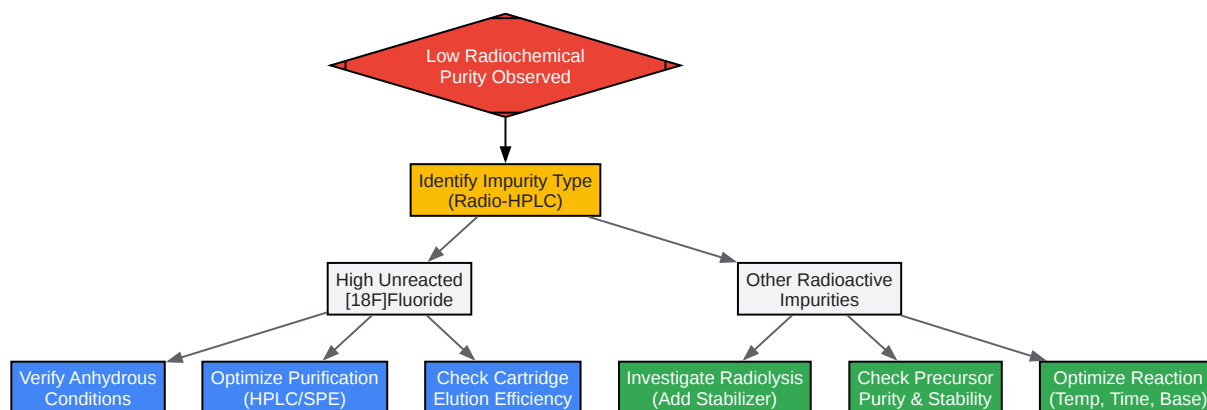 Low Radiochemical
Purity Observed
Identify Impurity Type
(Radio-HPLC)
High Unreacted
[18F]Fluoride
Other Radioactive
Impurities
Verify Anhydrous
Conditions
Optimize Purification
(HPLC/SPE)
Check Cartridge
Elution Efficiency
Investigate Radiolysis
(Add Stabilizer)
Check Precursor
Purity & Stability
Optimize Reaction
(Temp, Time, Base)